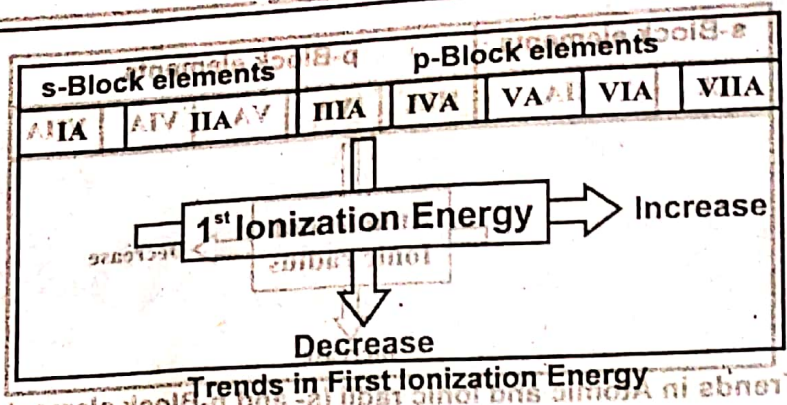 s-Block elements p-Block elements
IA IIA IIIA IVA VA VIA VIIA
1st Ionization Energy Increase
Decrease
Trends in First Ionization Energy